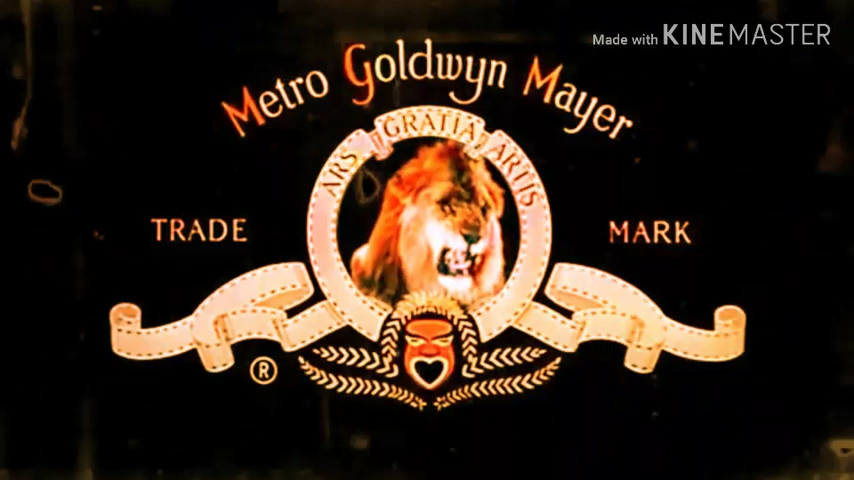 Made with KINEMASTER
Metro Goldwyn Mayer
ARS GRATIA ARTIS
TRADE MARK
®